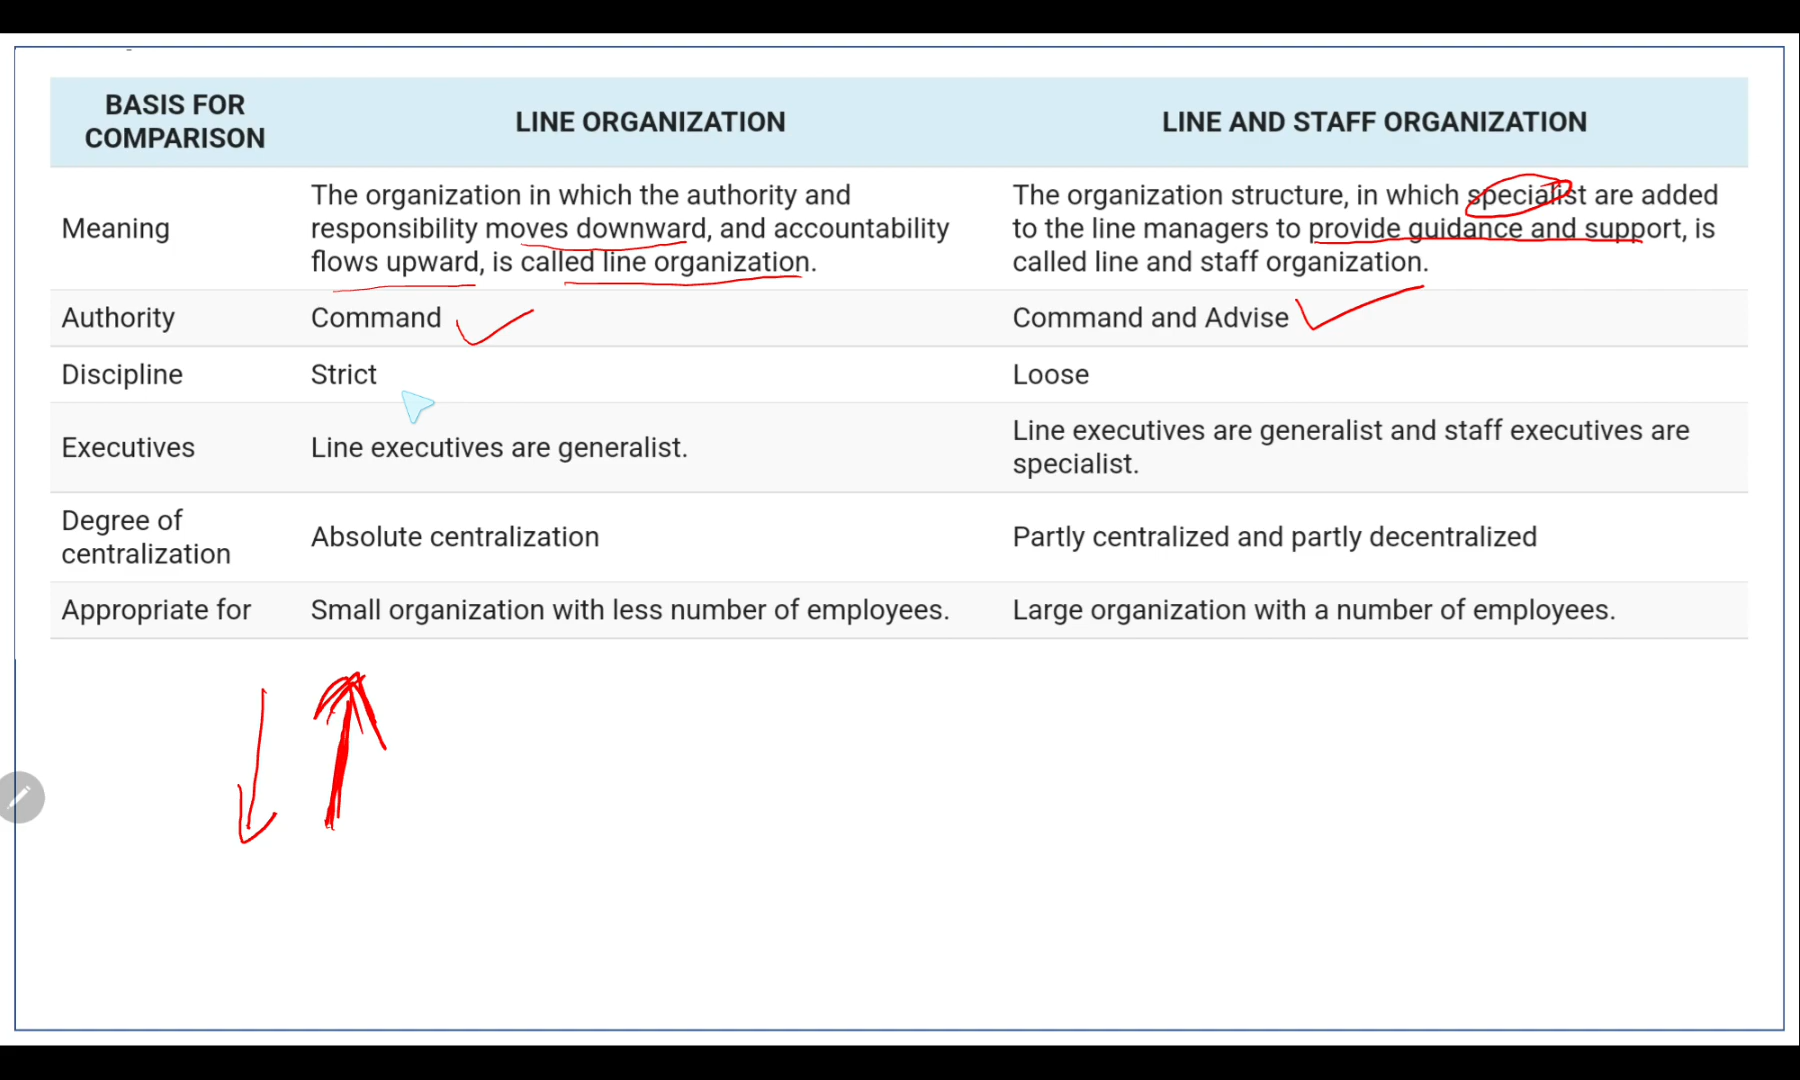 BASIS FOR
COMPARISON
LINE ORGANIZATION
LINE AND STAFF ORGANIZATION
Meaning
The organization in which the authority and
responsibility moves downward, and accountability
flows upward, is called line organization.
The organization structure, in which specialist are added
to the line managers to provide guidance and support, is
called line and staff organization.
Authority
Command
Command and Advise
Discipline
Strict
Loose
Executives
Line executives are generalist.
Line executives are generalist and staff executives are
specialist.
Degree of
centralization
Absolute centralization
Partly centralized and partly decentralized
Appropriate for
Small organization with less number of employees.
Large organization with a number of employees.